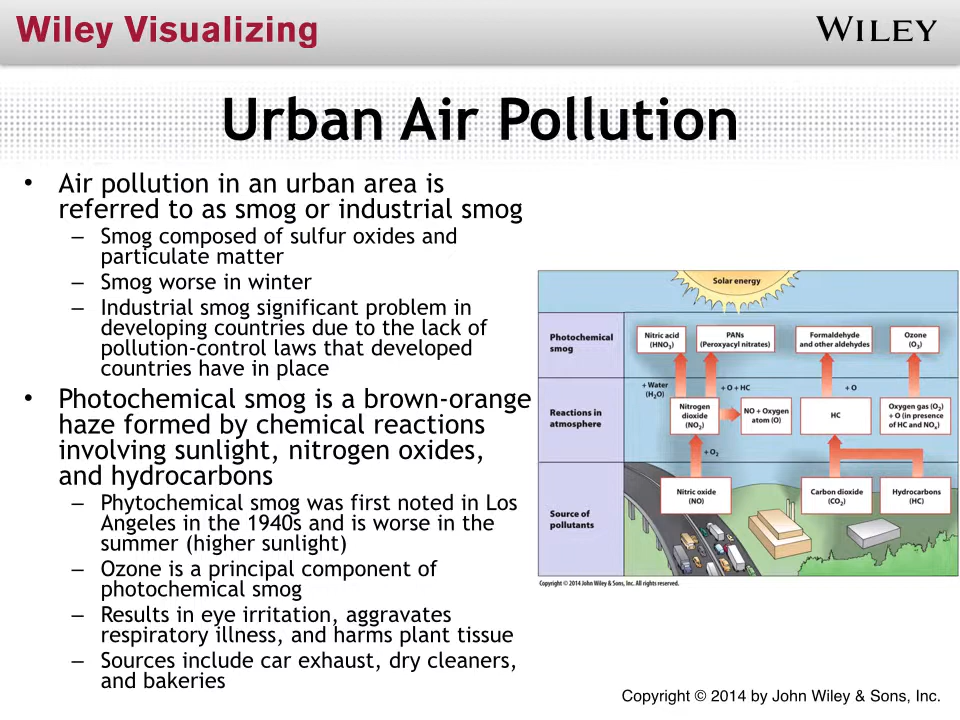 Wiley Visualizing
WILEY
Urban Air Pollution
• Air pollution in an urban area is
referred to as smog or industrial smog
– Smog composed of sulfur oxides and
particulate matter
– Smog worse in winter
– Industrial smog significant problem in
developing countries due to the lack of
pollution-control laws that developed
countries have in place
• Photochemical smog is a brown-orange
haze formed by chemical reactions
involving sunlight, nitrogen oxides,
and hydrocarbons
– Phytochemical smog was first noted in Los
Angeles in the 1940s and is worse in the
summer (higher sunlight)
– Ozone is a principal component of
photochemical smog
– Results in eye irritation, aggravates
respiratory illness, and harms plant tissue
– Sources include car exhaust, dry cleaners,
and bakeries
Solar energy
Photochemical
smog
Nitric acid
(HNO₃)
PANs
(Peroxyacyl nitrates)
Formaldehyde
and other aldehydes
Ozone
(O₃)
+ Water
(H₂O)
+ O + HC
+ O
Reactions in
atmosphere
Nitrogen
dioxide
(NO₂)
NO + Oxygen
atom (O)
HC
Oxygen gas (O₂)
+ O (in presence
of HC and NOₓ)
+ O₂
Source of
pollutants
Nitric oxide
(NO)
Carbon dioxide
(CO₂)
Hydrocarbons
(HC)
Copyright © 2014 John Wiley & Sons, Inc. All rights reserved.
Copyright © 2014 by John Wiley & Sons, Inc.